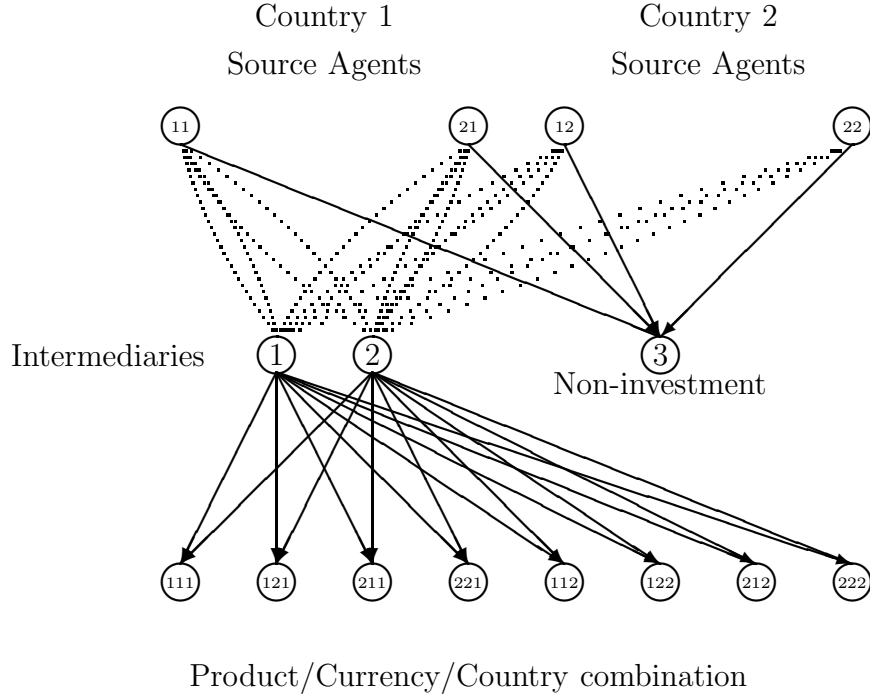 Country 1 Country 2
Source Agents Source Agents
11 21 12 22
Intermediaries 1 2 3
Non-investment
111 121 211 221 112 122 212 222
Product/Currency/Country combination